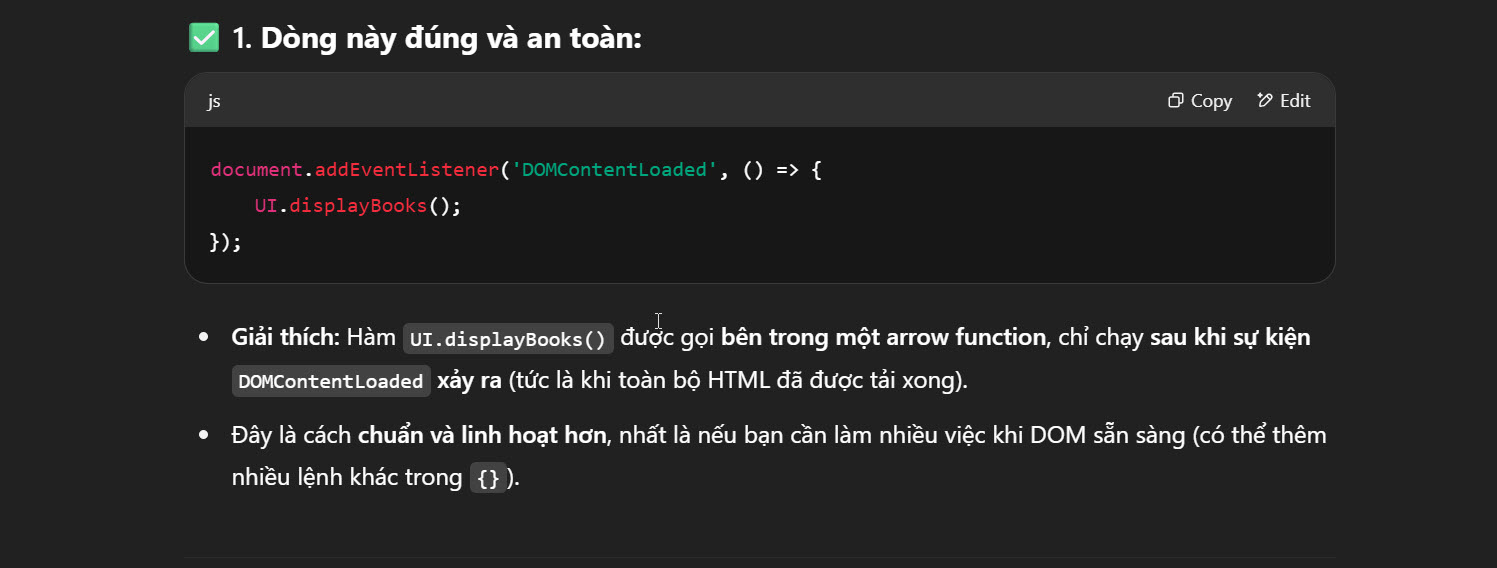 ✅ 1. Dòng này đúng và an toàn:
js Copy Edit
document.addEventListener('DOMContentLoaded', () => {
    UI.displayBooks();
});
• Giải thích: Hàm UI.displayBooks() được gọi bên trong một arrow function, chỉ chạy sau khi sự kiện
DOMContentLoaded xảy ra (tức là khi toàn bộ HTML đã được tải xong).
• Đây là cách chuẩn và linh hoạt hơn, nhất là nếu bạn cần làm nhiều việc khi DOM sẵn sàng (có thể thêm
nhiều lệnh khác trong {}).